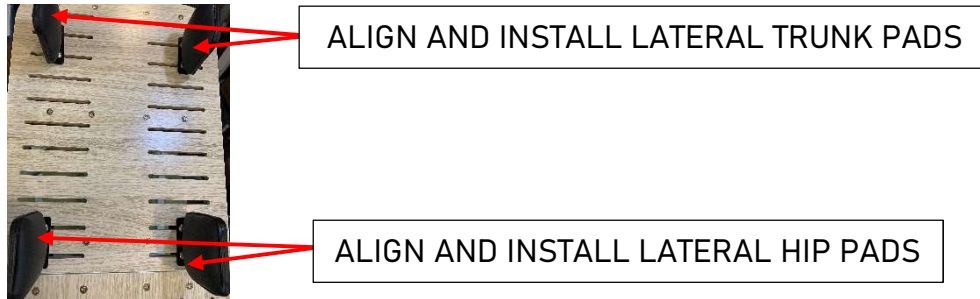 ALIGN AND INSTALL LATERAL TRUNK PADS
ALIGN AND INSTALL LATERAL HIP PADS